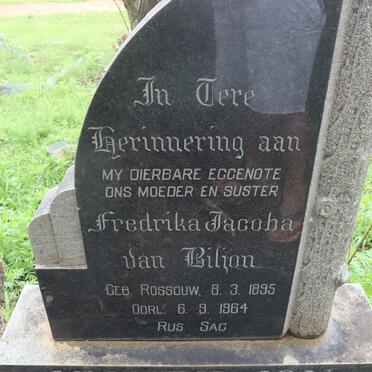 In Tere
Herinnering aan
MY DIERBARE EGGENOTE
ONS MOEDER EN SUSTER
Fredrika Jacoba
van Biljon
GEB. ROSSOUW, 8. 3. 1895
OORL. 6. 9. 1964
RUS SAG